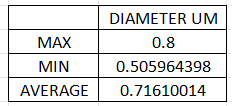 DIAMETER UM
MAX 0.8
MIN 0.505964398
AVERAGE 0.71610014